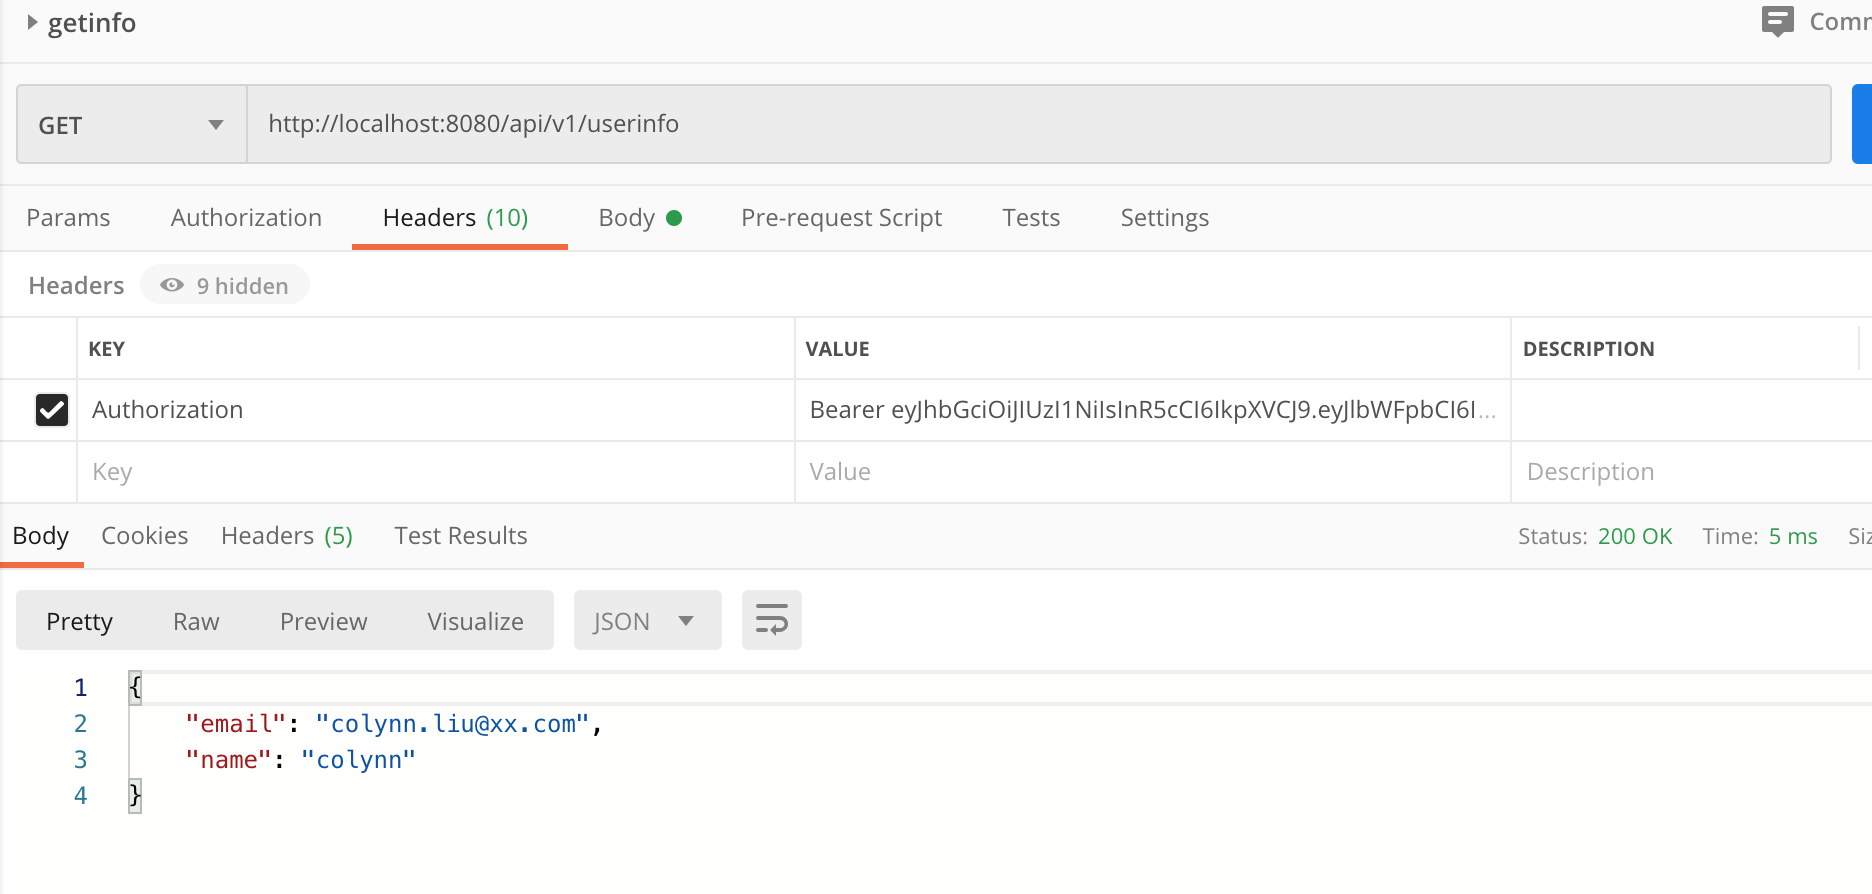 getinfo
Comm
GET
http://localhost:8080/api/v1/userinfo
Params Authorization Headers (10) Body Pre-request Script Tests Settings
Headers 9 hidden
KEY VALUE DESCRIPTION
Authorization Bearer eyJhbGciOiJIUzI1NiIsInR5cCI6IkpXVCJ9.eyJlbWFpbCI6I...
Key Value Description
Body Cookies Headers (5) Test Results Status: 200 OK Time: 5 ms Siz
Pretty Raw Preview Visualize JSON
1 {
2 "email": "colynn.liu@xx.com",
3 "name": "colynn"
4 }